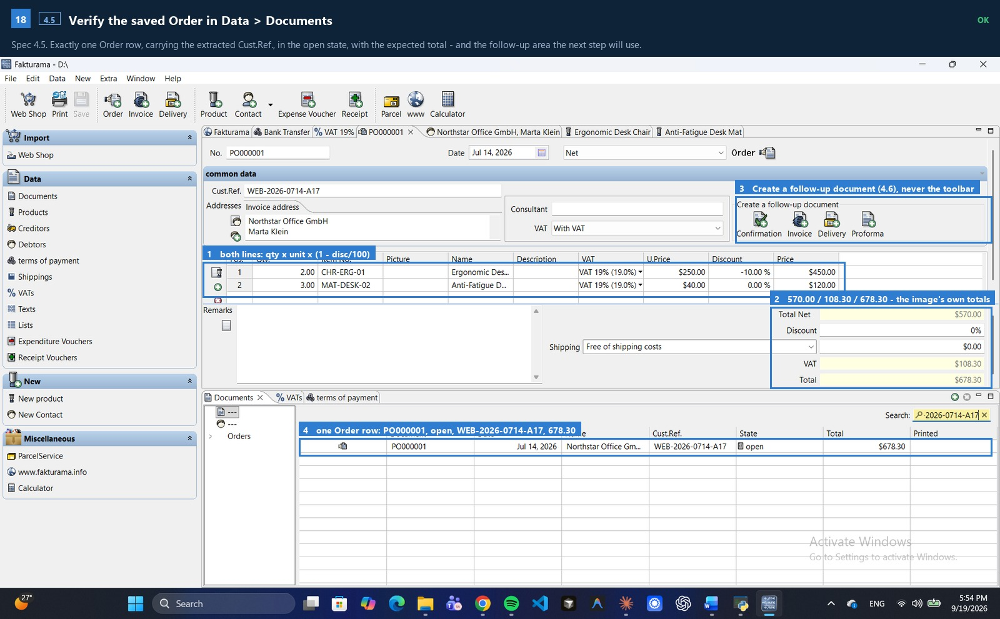 18 4.5 Verify the saved Order in Data > Documents OK
Spec 4.5. Exactly one Order row, carrying the extracted Cust.Ref., in the open state, with the expected total - and the follow-up area the next step will use.
Fakturama - D:\
File Edit Data New Extra Window Help
Web Shop Print Save Order Invoice Delivery Product Contact Expense Voucher Receipt Parcel www Calculator
Import
Web Shop
Data
Documents
Products
Creditors
Debtors
terms of payment
Shippings
VATs
Texts
Lists
Expenditure Vouchers
Receipt Vouchers
New
New product
New Contact
Miscellaneous
ParcelService
www.fakturama.info
Calculator
Fakturama Bank Transfer VAT 19% PO000001 Northstar Office GmbH, Marta Klein Ergonomic Desk Chair Anti-Fatigue Desk Mat
No. PO000001 Date Jul 14, 2026 Net Order
common data
Cust.Ref. WEB-2026-0714-A17
Addresses Invoice address
Northstar Office GmbH
Marta Klein
Consultant
VAT With VAT
3 Create a follow-up document (4.6), never the toolbar
Create a follow-up document
Confirmation Invoice Delivery Proforma
1 both lines: qty x unit x (1 - disc/100)
Picture Name Description VAT U.Price Discount Price
1 2.00 CHR-ERG-01 Ergonomic Des... VAT 19% (19.0%) $250.00 -10.00 % $450.00
2 3.00 MAT-DESK-02 Anti-Fatigue D... VAT 19% (19.0%) $40.00 0.00 % $120.00
2 570.00 / 108.30 / 678.30 - the image's own totals
Remarks
Total Net $570.00
Discount 0%
Shipping Free of shipping costs $0.00
VAT $108.30
Total $678.30
Documents VATs terms of payment
---
---
Orders
Search: 2026-0714-A17
4 one Order row: PO000001, open, WEB-2026-0714-A17, 678.30
Cust.Ref. State Total Printed
PO000001 Jul 14, 2026 Northstar Office Gm... WEB-2026-0714-A17 open $678.30
Activate Windows
Go to Settings to activate Windows.
27°
Search
ENG
5:54 PM
9/19/2026